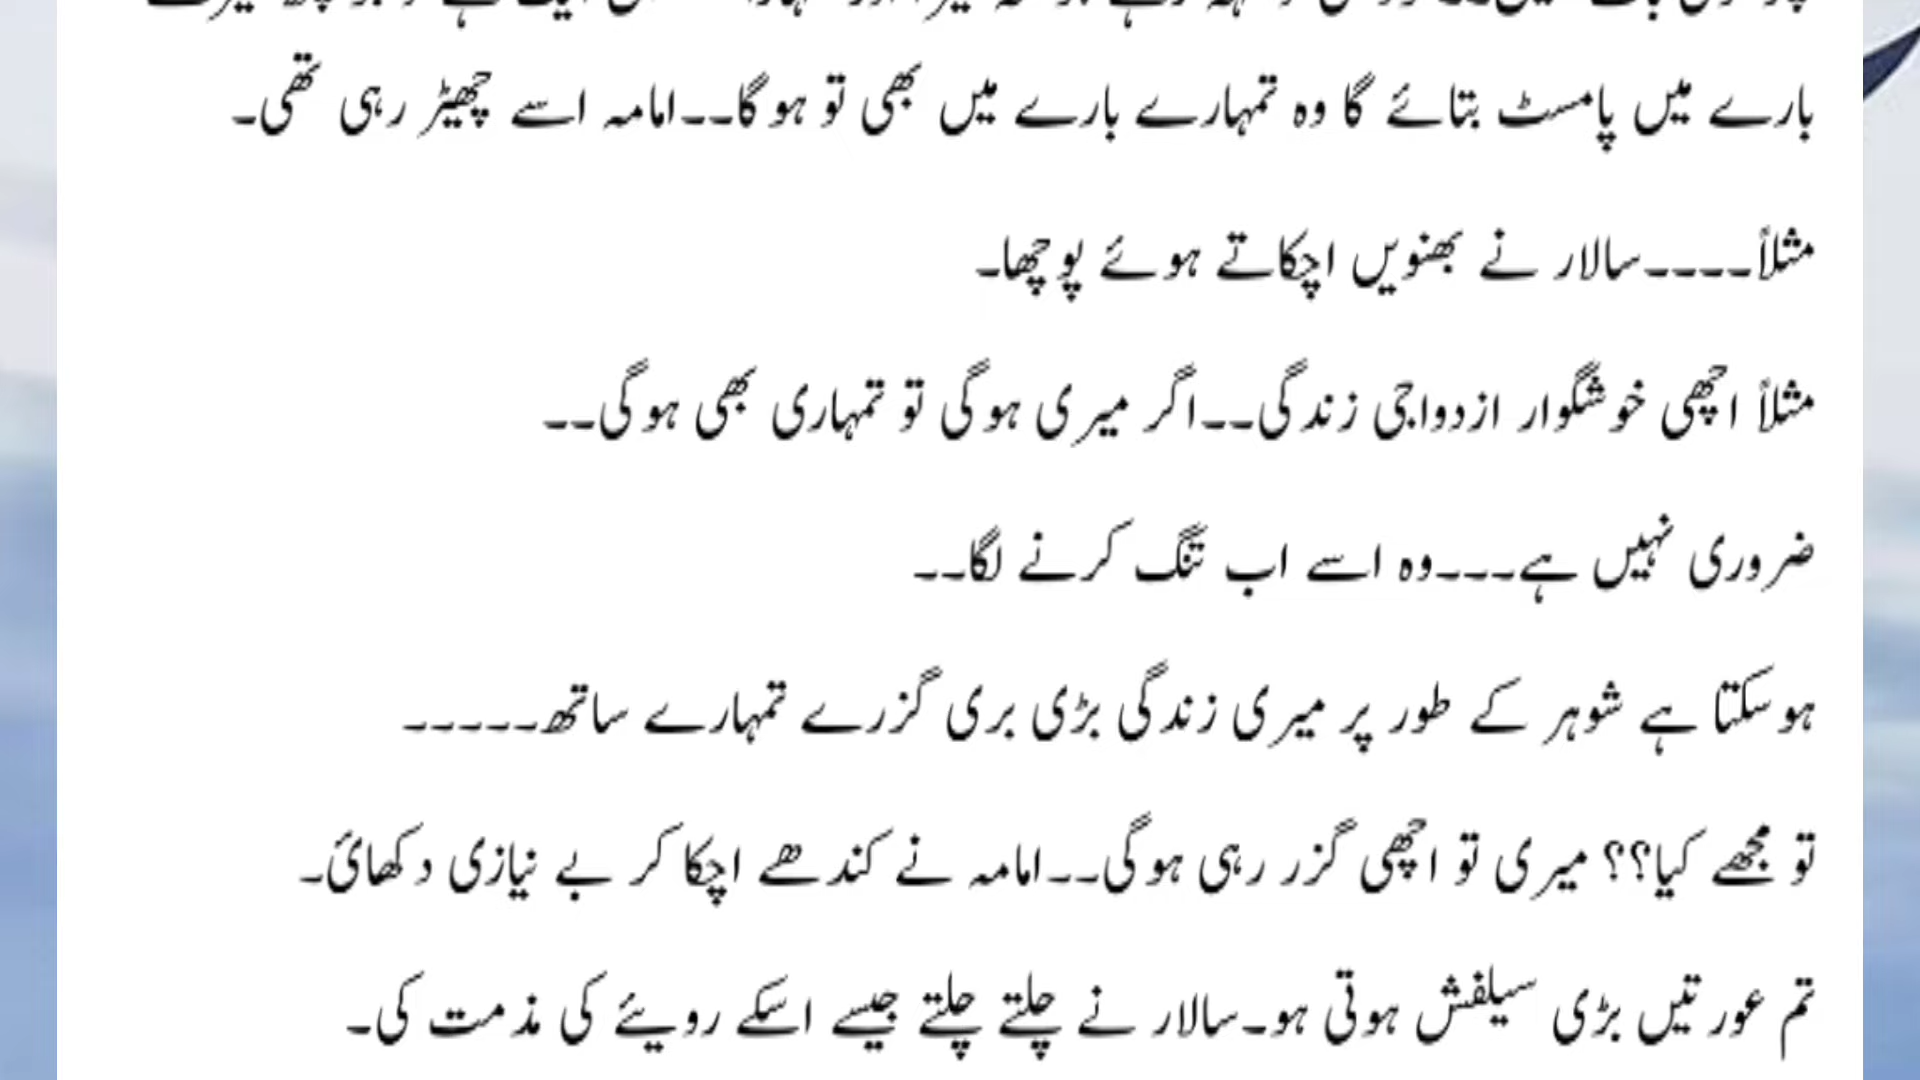 بارے میں پامسٹ بتائے گا وہ تمہارے بارے میں بھی تو ہوگا۔۔امامہ اسے چھیڑ رہی تھی۔
مثلاً۔۔۔۔سالار نے بھنویں اچکاتے ہوئے پوچھا۔
مثلاً اچھی خوشگوار ازدواجی زندگی۔۔اگر میری ہوگی تو تمہاری بھی ہوگی۔۔
ضروری نہیں ہے۔۔۔وہ اسے اب تنگ کرنے لگا۔۔
ہوسکتا ہے شوہر کے طور پر میری زندگی بڑی بری گزرے تمہارے ساتھ۔۔۔۔۔
تو مجھے کیا؟؟ میری تو اچھی گزر رہی ہوگی۔۔امامہ نے کندھے اچکا کر بے نیازی دکھائ۔
تم عورتیں بڑی سیلفش ہوتی ہو۔سالار نے چلتے چلتے جیسے اسکے رویئے کی مذمت کی۔